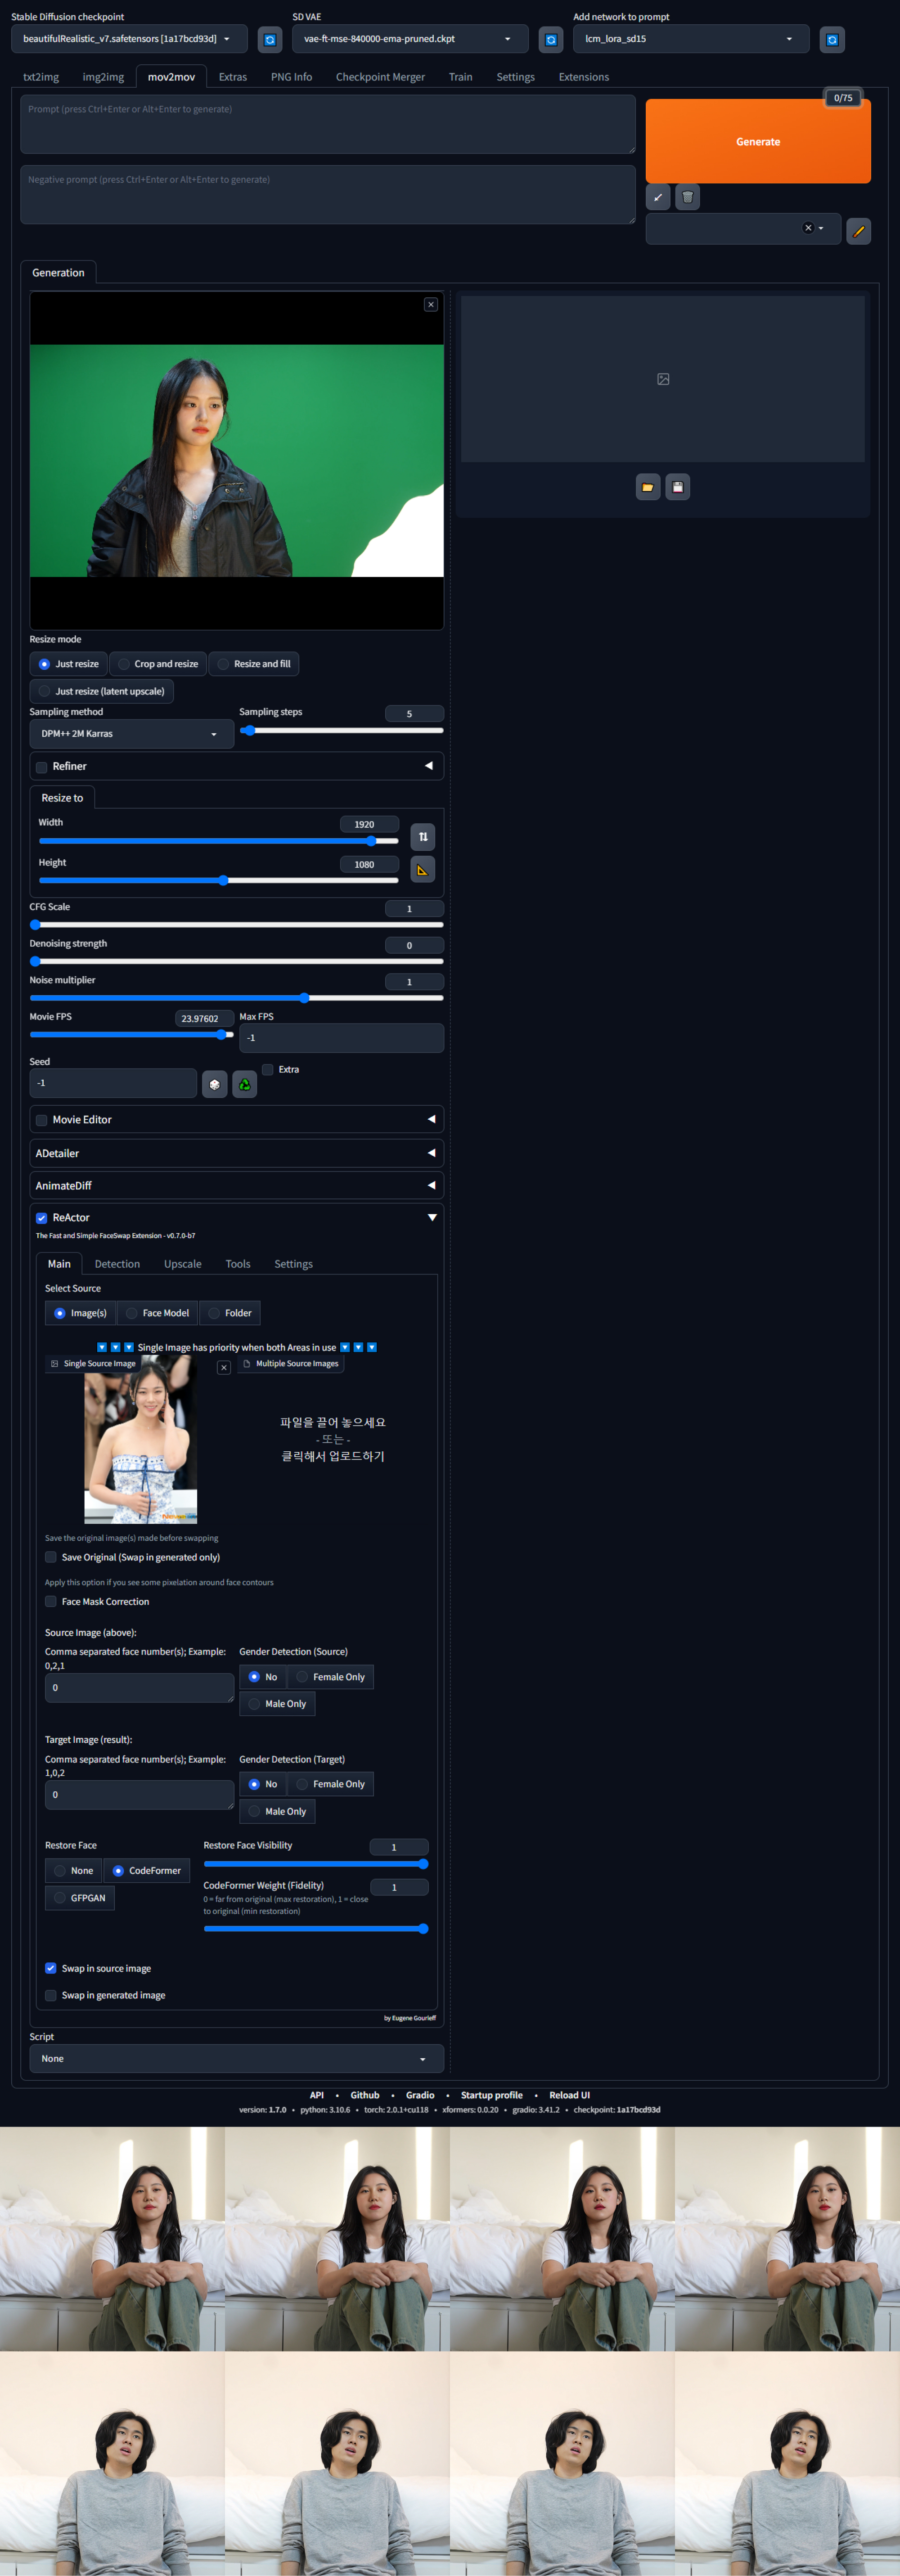 Stable Diffusion checkpoint
beautifulRealistic_v7.safetensors [1a17bcd93d]
SD VAE
vae-ft-mse-840000-ema-pruned.ckpt
Add network to prompt
lcm_lora_sd15
txt2img
img2img
mov2mov
Extras
PNG Info
Checkpoint Merger
Train
Settings
Extensions
Prompt (press Ctrl+Enter or Alt+Enter to generate)
0/75
Generate
Negative prompt (press Ctrl+Enter or Alt+Enter to generate)
Generation
Resize mode
Just resize
Crop and resize
Resize and fill
Just resize (latent upscale)
Sampling method
DPM++ 2M Karras
Sampling steps
5
Refiner
Resize to
Width
1920
Height
1080
CFG Scale
1
Denoising strength
0
Noise multiplier
1
Movie FPS
23.97602
Max FPS
-1
Seed
-1
Extra
Movie Editor
ADetailer
AnimateDiff
ReActor
The Fast and Simple FaceSwap Extension - v0.7.0-b7
Main
Detection
Upscale
Tools
Settings
Select Source
Image(s)
Face Model
Folder
Single Image has priority when both Areas in use
Single Source Image
Multiple Source Images
파일을 끌어 놓으세요
- 또는 -
클릭해서 업로드하기
Save the original image(s) made before swapping
Save Original (Swap in generated only)
Apply this option if you see some pixelation around face contours
Face Mask Correction
Source Image (above):
Comma separated face number(s); Example:
0,2,1
0
Gender Detection (Source)
No
Female Only
Male Only
Target Image (result):
Comma separated face number(s); Example:
1,0,2
0
Gender Detection (Target)
No
Female Only
Male Only
Restore Face
None
CodeFormer
GFPGAN
Restore Face Visibility
1
CodeFormer Weight (Fidelity)
1
0 = far from original (max restoration), 1 = close
to original (min restoration)
Swap in source image
Swap in generated image
by Eugene Gourieff
Script
None
API • Github • Gradio • Startup profile • Reload UI
version: 1.7.0 • python: 3.10.6 • torch: 2.0.1+cu118 • xformers: 0.0.20 • gradio: 3.41.2 • checkpoint: 1a17bcd93d